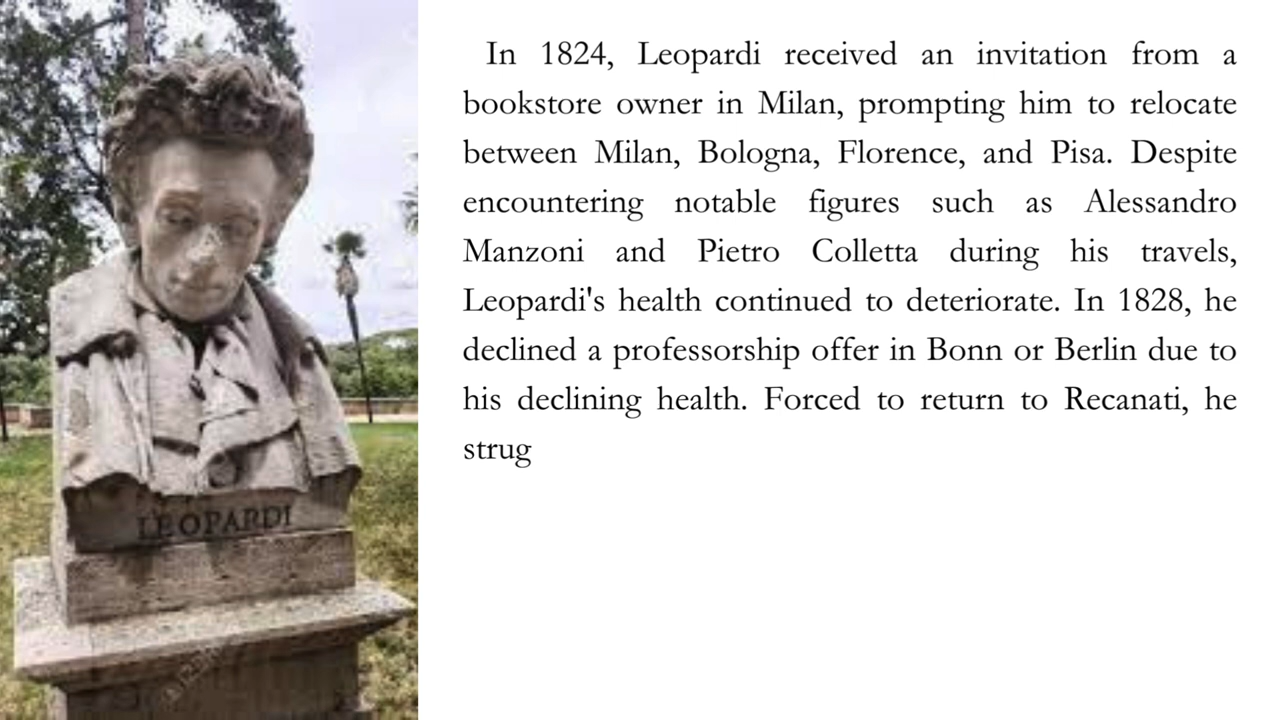 In 1824, Leopardi received an invitation from a
bookstore owner in Milan, prompting him to relocate
between Milan, Bologna, Florence, and Pisa. Despite
encountering notable figures such as Alessandro
Manzoni and Pietro Colletta during his travels,
Leopardi's health continued to deteriorate. In 1828, he
declined a professorship offer in Bonn or Berlin due to
his declining health. Forced to return to Recanati, he
strug
LEOPARDI